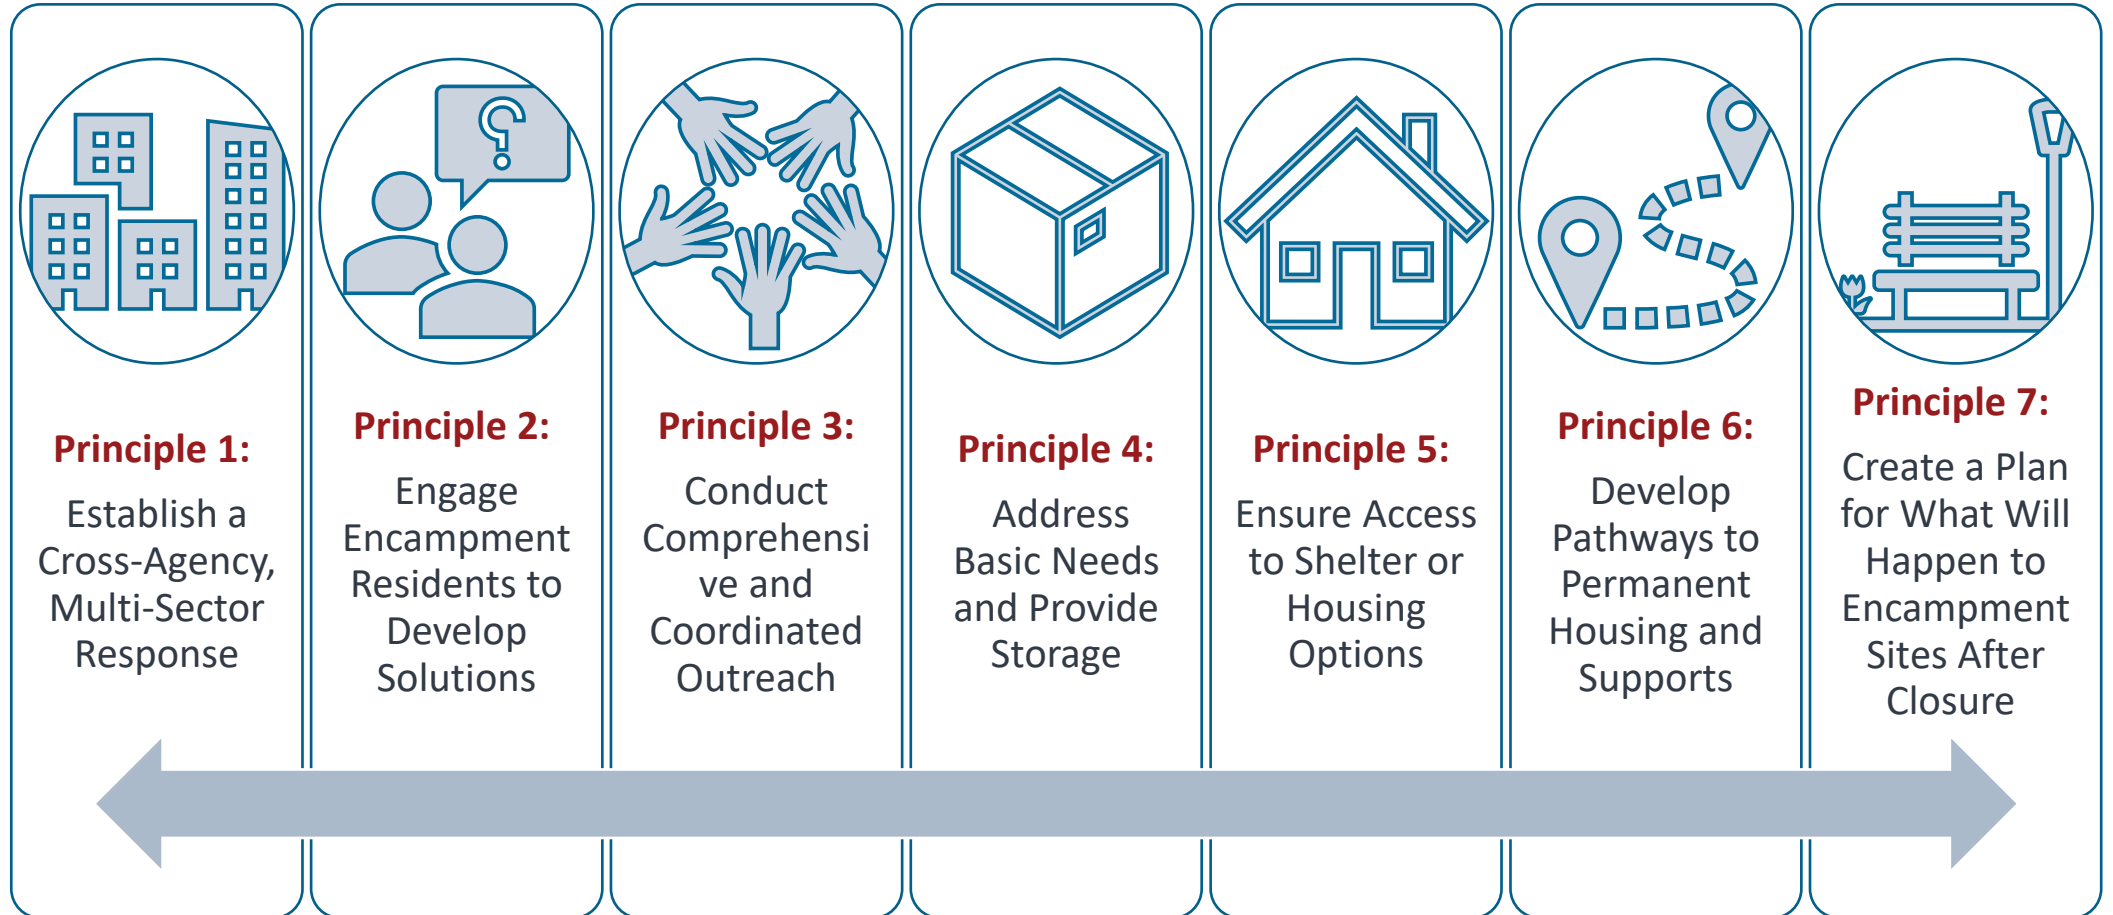 Principle 1:
Establish a
Cross-Agency,
Multi-Sector
Response
Principle 2:
Engage
Encampment
Residents to
Develop
Solutions
Principle 3:
Conduct
Comprehensi
ve and
Coordinated
Outreach
Principle 4:
Address
Basic Needs
and Provide
Storage
Principle 5:
Ensure Access
to Shelter or
Housing
Options
Principle 6:
Develop
Pathways to
Permanent
Housing and
Supports
Principle 7:
Create a Plan
for What Will
Happen to
Encampment
Sites After
Closure